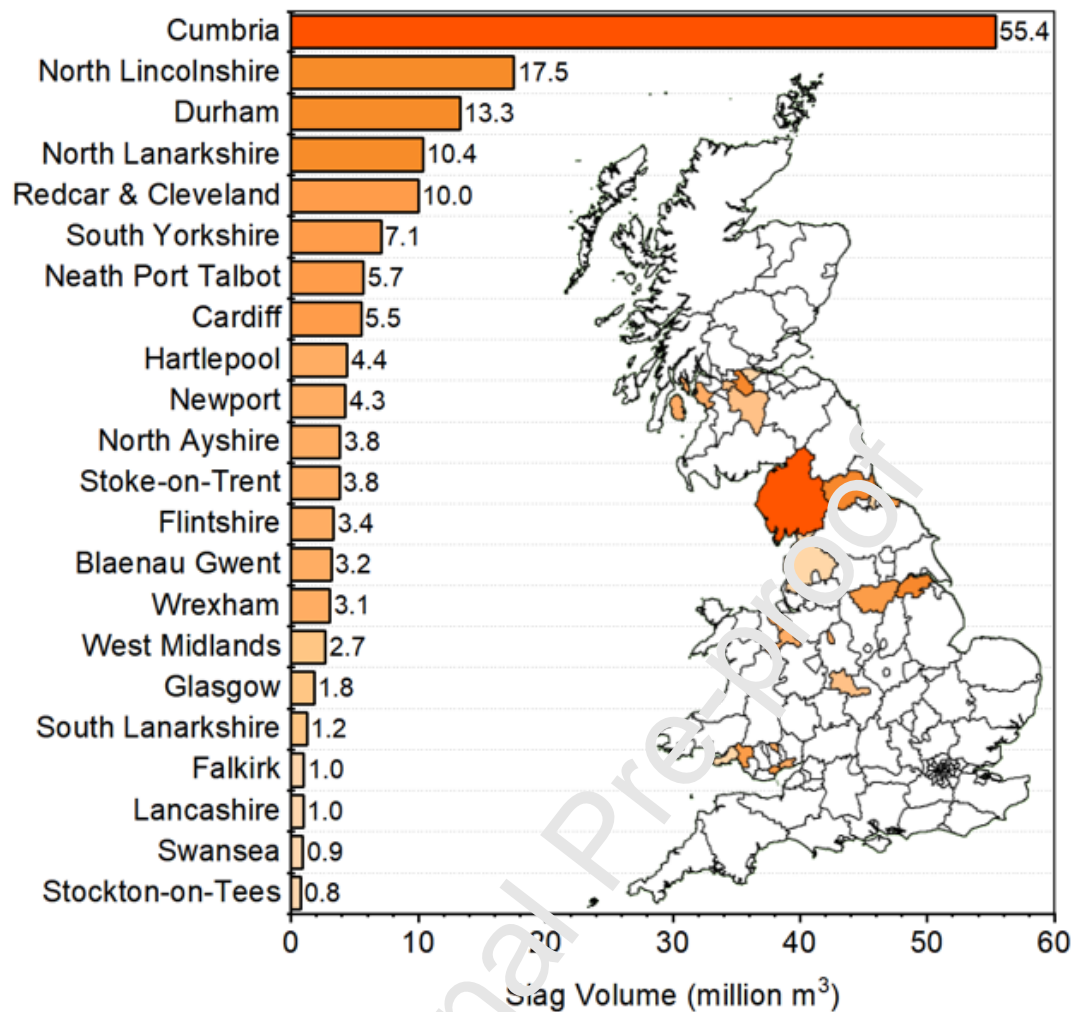 Cumbria 55.4
North Lincolnshire 17.5
Durham 13.3
North Lanarkshire 10.4
Redcar & Cleveland 10.0
South Yorkshire 7.1
Neath Port Talbot 5.7
Cardiff 5.5
Hartlepool 4.4
Newport 4.3
North Ayshire 3.8
Stoke-on-Trent 3.8
Flintshire 3.4
Blaenau Gwent 3.2
Wrexham 3.1
West Midlands 2.7
Glasgow 1.8
South Lanarkshire 1.2
Falkirk 1.0
Lancashire 1.0
Swansea 0.9
Stockton-on-Tees 0.8
0 10 20 30 40 50 60
Slag Volume (million m³)
nal Pre-proof